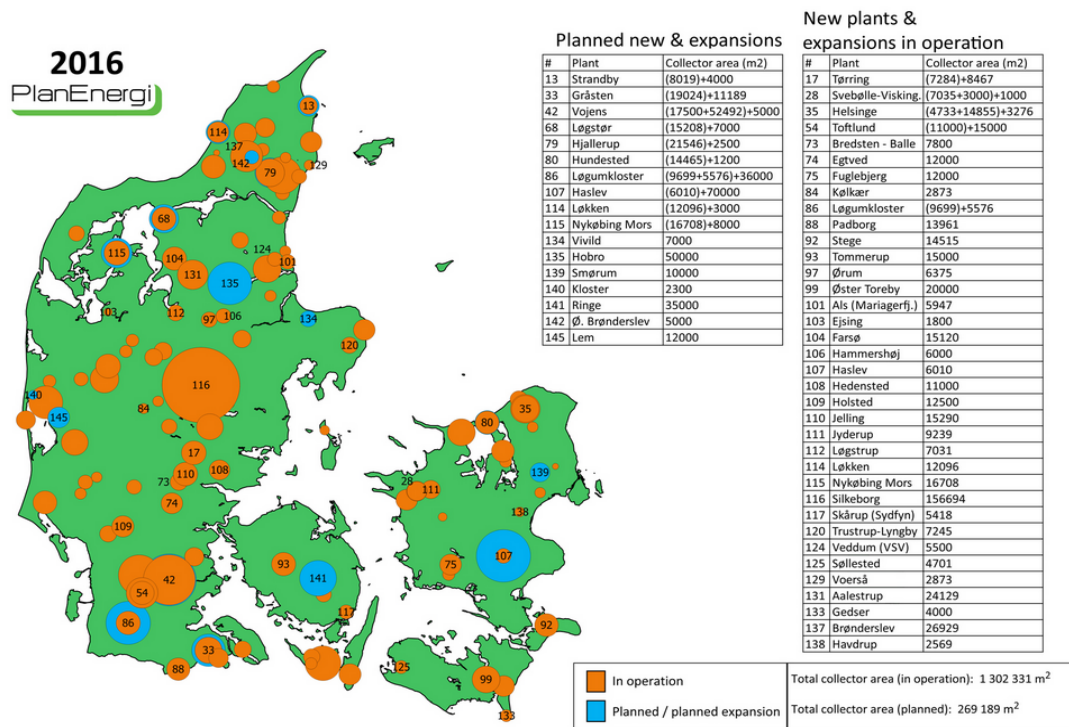 2016
PlanEnergi
Planned new & expansions
# Plant Collector area (m2)
13 Strandby (8019)+4000
33 Gråsten (19024)+11189
42 Vojens (17500+52492)+5000
68 Løgstør (15208)+7000
79 Hjallerup (21546)+2500
80 Hundested (14465)+1200
86 Løgumkloster (9699+5576)+36000
107 Haslev (6010)+70000
114 Løkken (12096)+3000
115 Nykøbing Mors (16708)+8000
134 Vivild 7000
135 Hobro 50000
139 Smørum 10000
140 Kloster 2300
141 Ringe 35000
142 Ø. Brønderslev 5000
145 Lem 12000
New plants &
expansions in operation
# Plant Collector area (m2)
17 Tørring (7284)+8467
28 Svebølle-Visking. (7035+3000)+1000
35 Helsinge (4733+14855)+3276
54 Toftlund (11000)+15000
73 Bredsten - Balle 7800
74 Egtved 12000
75 Fuglebjerg 12000
84 Kølkær 2873
86 Løgumkloster (9699)+5576
88 Padborg 13961
92 Stege 14515
93 Tommerup 15000
97 Ørum 6375
99 Øster Toreby 20000
101 Als (Mariagerfj.) 5947
103 Ejsing 1800
104 Farsø 15120
106 Hammershøj 6000
107 Haslev 6010
108 Hedensted 11000
109 Holsted 12500
110 Jelling 15290
111 Jyderup 9239
112 Løgstrup 7031
114 Løkken 12096
115 Nykøbing Mors 16708
116 Silkeborg 156694
117 Skårup (Sydfyn) 5418
120 Trustrup-Lyngby 7245
124 Veddum (VSV) 5500
125 Søllested 4701
129 Voerså 2873
131 Aalestrup 24129
133 Gedser 4000
137 Brønderslev 26929
138 Havdrup 2569
13
114
137
142
129
79
68
115
124
104
101
131
135
103
112
97
106
134
120
116
140
84
145
35
80
17
110
108
73
28
111
139
74
138
109
107
93
75
42
141
54
86
117
92
33
88
125
99
133
In operation
Planned / planned expansion
Total collector area (in operation): 1 302 331 m²
Total collector area (planned): 269 189 m²